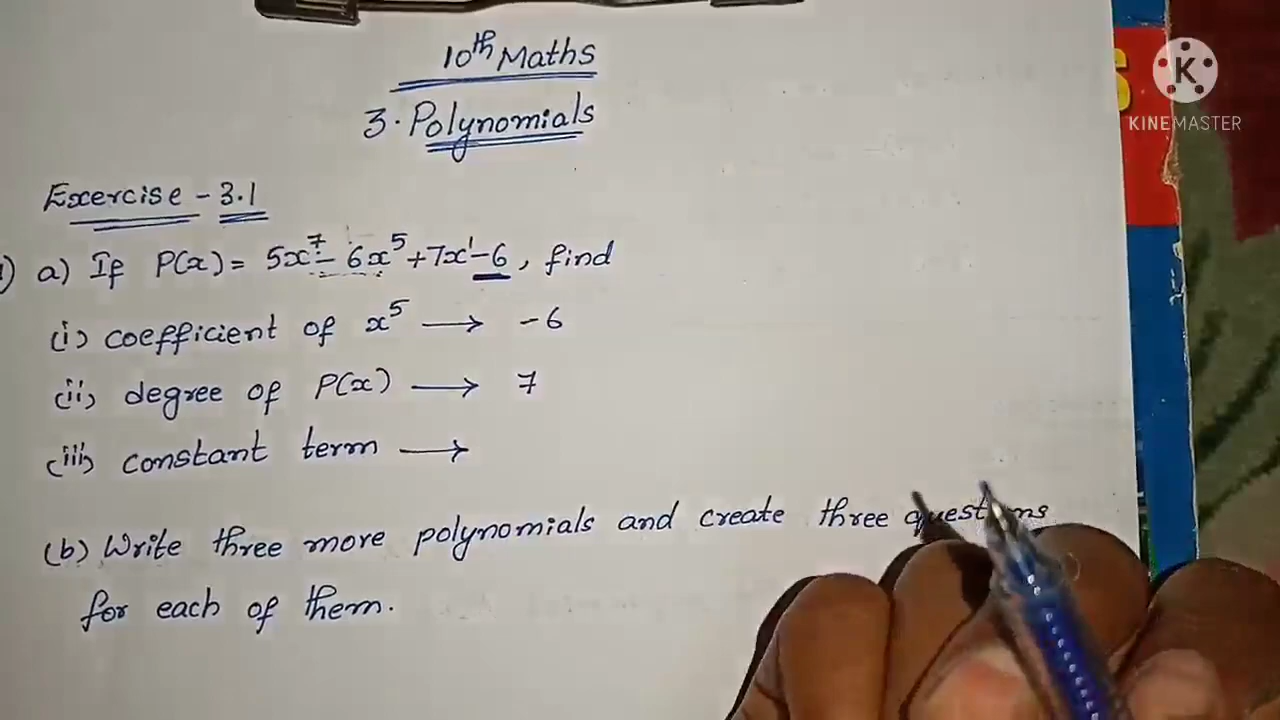 10th Maths
3. Polynomials
Exercise - 3.1
1) a) If P(x) = 5x⁷ - 6x⁵ + 7x¹ - 6, find
(i) coefficient of x⁵ → -6
(ii) degree of P(x) → 7
(iii) constant term →
(b) Write three more polynomials and create three questions
for each of them.
K
KINEMASTER